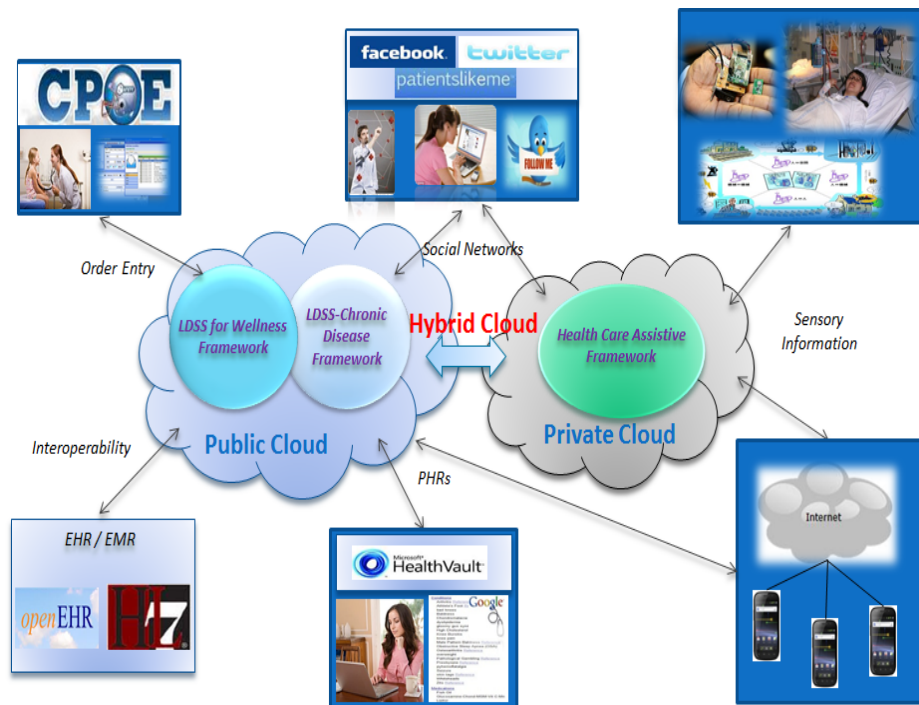 CPOE
facebook.
twitter
patientslikeme
FOLLOW ME
Order Entry
Social Networks
LDSS for Wellness
Framework
LDSS-Chronic
Disease
Framework
Hybrid Cloud
Health Care Assistive
Framework
Sensory
Information
Public Cloud
Private Cloud
Interoperability
PHRs
EHR / EMR
openEHR
HL7
Microsoft®
HealthVault
Google
Internet